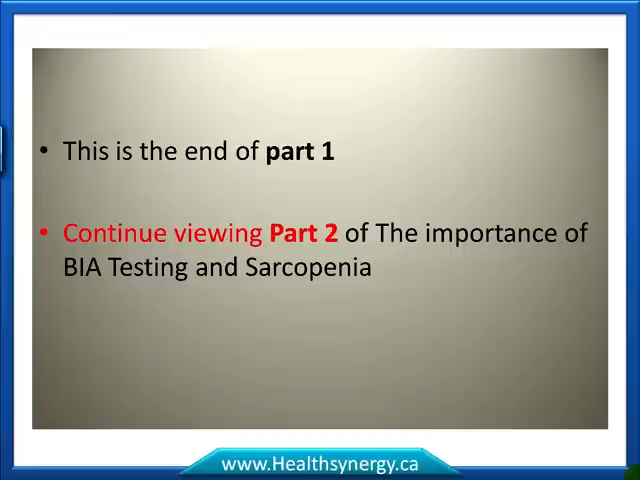 • This is the end of part 1
• Continue viewing Part 2 of The importance of
BIA Testing and Sarcopenia
www.Healthsynergy.ca